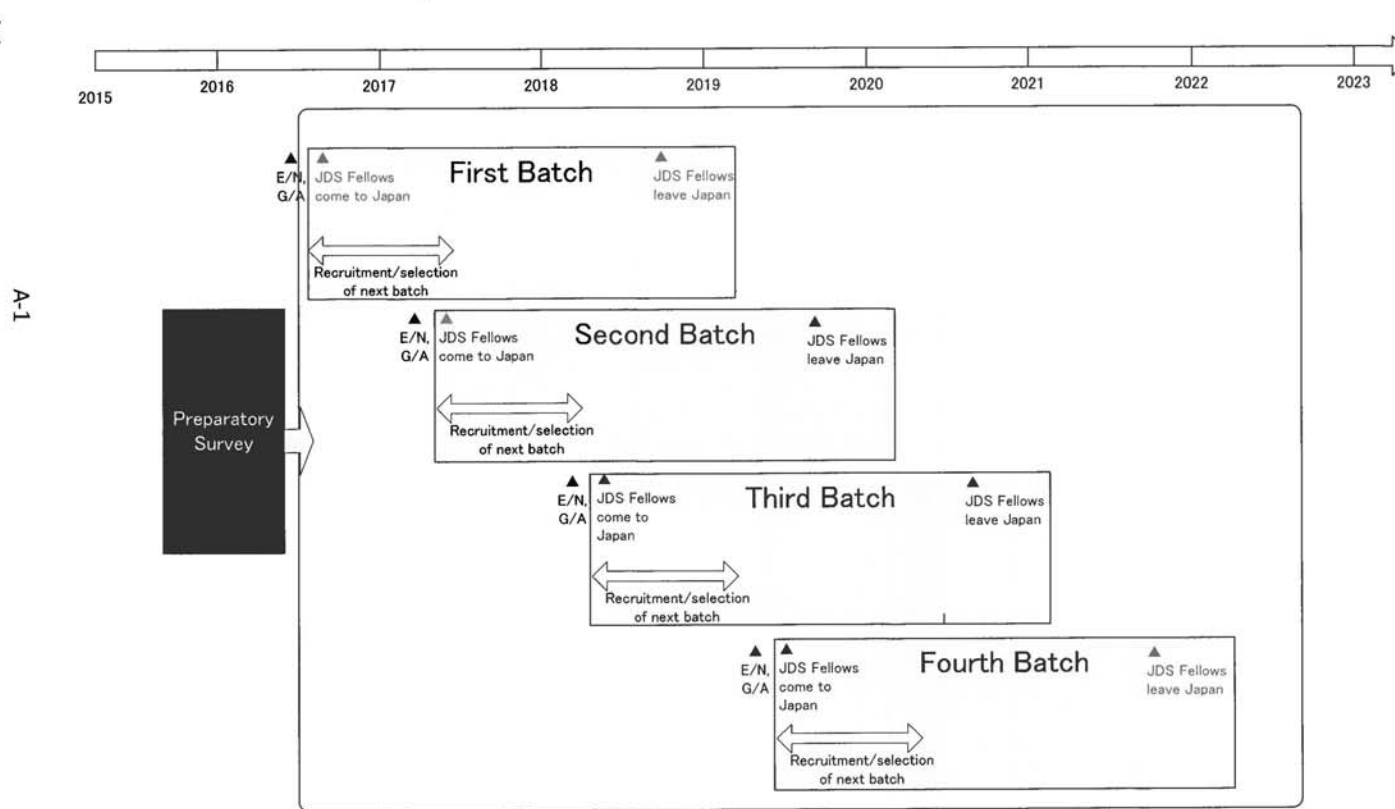 2015
2016
2017
2018
2019
2020
2021
2022
2023
A-1
Preparatory
Survey
First Batch
E/N,
G/A
JDS Fellows
come to Japan
JDS Fellows
leave Japan
Recruitment/selection
of next batch
Second Batch
E/N,
G/A
JDS Fellows
come to Japan
JDS Fellows
leave Japan
Recruitment/selection
of next batch
Third Batch
E/N,
G/A
JDS Fellows
come to
Japan
JDS Fellows
leave Japan
Recruitment/selection
of next batch
Fourth Batch
E/N,
G/A
JDS Fellows
come to
Japan
JDS Fellows
leave Japan
Recruitment/selection
of next batch